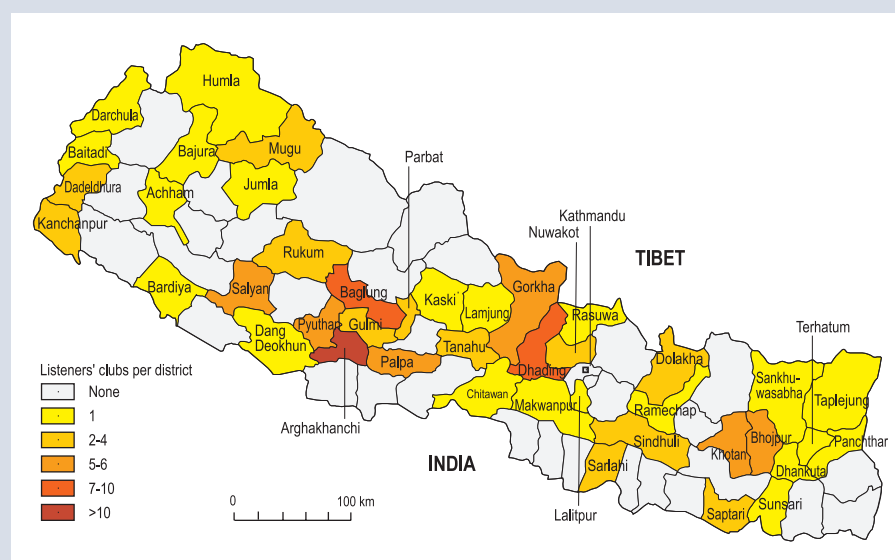 Humla
Darchula
Baitadi
Bajura
Mugu
Parbat
Dadeldhura
Achham
Jumla
Kathmandu
Nuwakot
Kanchanpur
TIBET
Rukum
Bardiya
Salyan
Baglung
Kaski
Gorkha
Lamjung
Rasuwa
Terhatum
Pyuthan
Gulmi
Dang
Deokhun
Tanahu
Dolakha
Palpa
Dhading
Sankhu-
wasabha
Taplejung
Listeners' clubs per district
None
1
2-4
5-6
7-10
>10
Chitawan
Makwanpur
Ramechap
Arghakhanchi
Sindhuli
Khotan
Bhojpur
Panchthar
INDIA
Sarlahi
Dhankuta
0
100 km
Lalitpur
Saptari
Sunsari